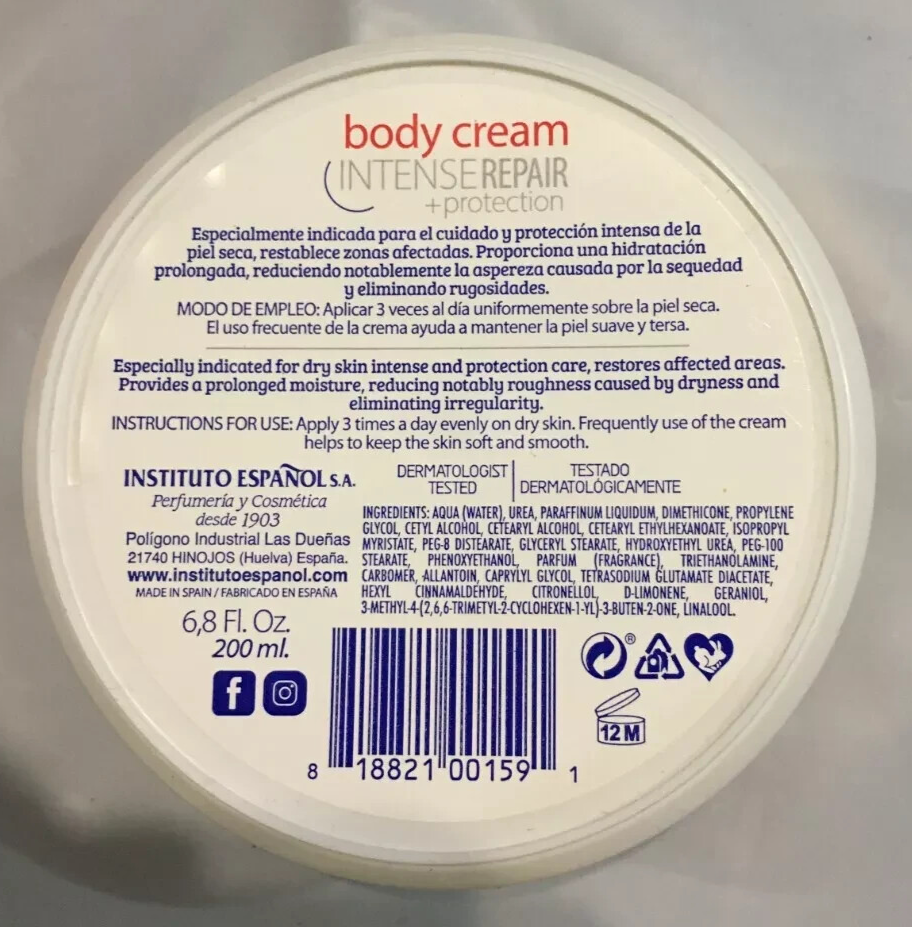 body cream
INTENSE REPAIR
+protection
Especialmente indicada para el cuidado y protección intensa de la
piel seca, restablece zonas afectadas. Proporciona una hidratación
prolongada, reduciendo notablemente la aspereza causada por la sequedad
y eliminando rugosidades.
MODO DE EMPLEO: Aplicar 3 veces al día uniformemente sobre la piel seca.
El uso frecuente de la crema ayuda a mantener la piel suave y tersa.
Especially indicated for dry skin intense and protection care, restores affected areas.
Provides a prolonged moisture, reducing notably roughness caused by dryness and
eliminating irregularity.
INSTRUCTIONS FOR USE: Apply 3 times a day evenly on dry skin. Frequently use of the cream
helps to keep the skin soft and smooth.
INSTITUTO ESPAÑOL S.A.
Perfumería y Cosmética
desde 1903
Polígono Industrial Las Dueñas
21740 HINOJOS (Huelva) España.
www.institutoespanol.com
MADE IN SPAIN / FABRICADO EN ESPAÑA
6,8 Fl. Oz.
200 ml.
DERMATOLOGIST
TESTED
TESTADO
DERMATOLÓGICAMENTE
INGREDIENTS: AQUA (WATER), UREA, PARAFFINUM LIQUIDUM, DIMETHICONE, PROPYLENE
GLYCOL, CETYL ALCOHOL, CETEARYL ALCOHOL, CETEARYL ETHYLHEXANOATE, ISOPROPYL
MYRISTATE, PEG-8 DISTEARATE, GLYCERYL STEARATE, HYDROXYETHYL UREA, PEG-100
STEARATE, PHENOXYETHANOL, PARFUM (FRAGRANCE), TRIETHANOLAMINE,
CARBOMER, ALLANTOIN, CAPRYLYL GLYCOL, TETRASODIUM GLUTAMATE DIACETATE,
HEXYL CINNAMALDEHYDE, CITRONELLOL, D-LIMONENE, GERANIOL,
3-METHYL-4-(2,6,6-TRIMETYL-2-CYCLOHEXEN-1-YL)-3-BUTEN-2-ONE, LINALOOL.
®
12 M
8 18821 00159 1